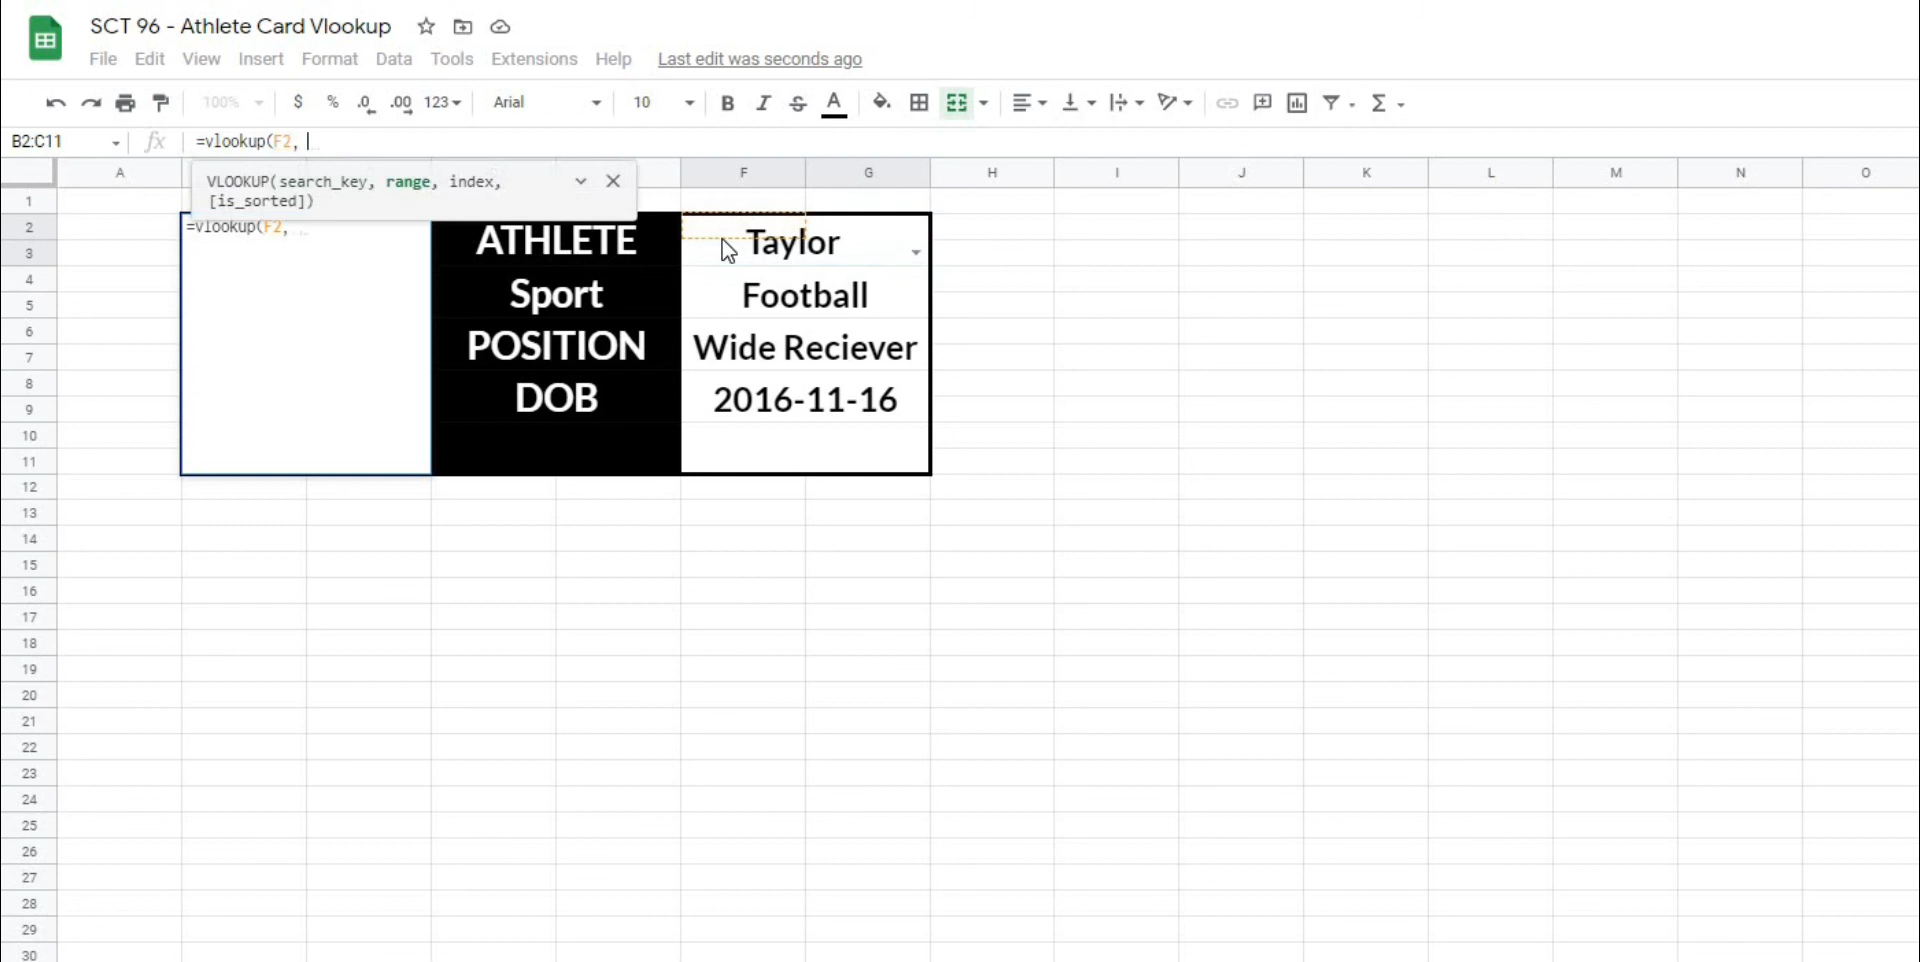 SCT 96 - Athlete Card Vlookup
File Edit View Insert Format Data Tools Extensions Help Last edit was seconds ago
100% $ % .0 .00 123 Arial 10 B I S A Σ
B2:C11 fx =vlookup(F2,
A F G H I J K L M N O
VLOOKUP(search_key, range, index,
[is_sorted])
1
2 =vlookup(F2, ATHLETE Taylor
3
4 Sport Football
5
6 POSITION Wide Reciever
7
8 DOB 2016-11-16
9
10
11
12
13
14
15
16
17
18
19
20
21
22
23
24
25
26
27
28
29
30